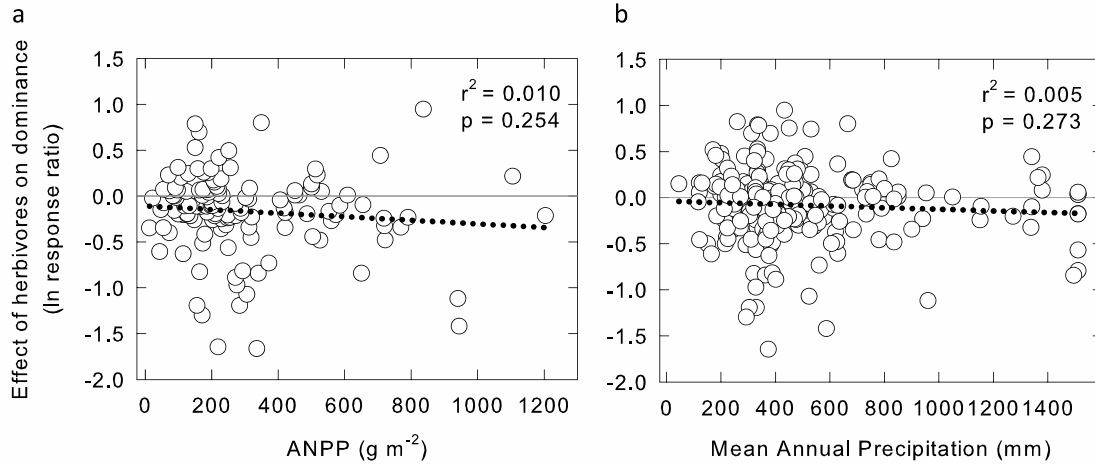 a
b
Effect of herbivores on dominance
(ln response ratio)
1.5
1.0
0.5
0.0
-0.5
-1.0
-1.5
-2.0
r² = 0.010
p = 0.254
0 200 400 600 800 1000 1200
ANPP (g m⁻²)
1.5
1.0
0.5
0.0
-0.5
-1.0
-1.5
-2.0
r² = 0.005
p = 0.273
0 200 400 600 800 1000 1200 1400
Mean Annual Precipitation (mm)